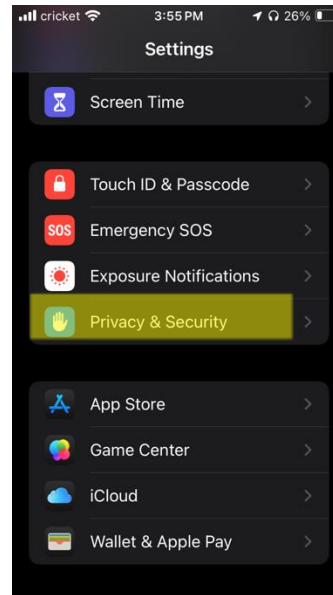 cricket 3:55 PM 26%
Settings
Screen Time
Touch ID & Passcode
SOS Emergency SOS
Exposure Notifications
Privacy & Security
App Store
Game Center
iCloud
Wallet & Apple Pay